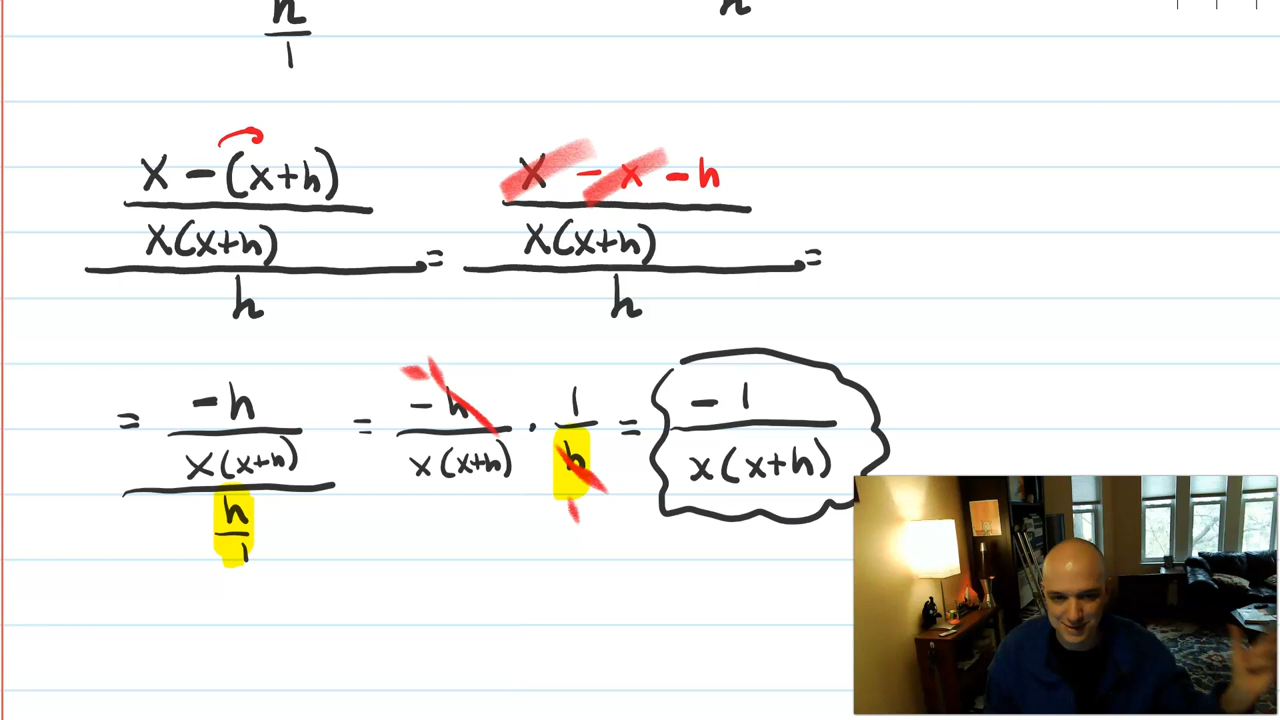 h
1
h
x - (x+h) x - x - h
x(x+h) = x(x+h) =
h h
= -h = -h · 1 = -1
x(x+h) x(x+h) h x(x+h)
h
1